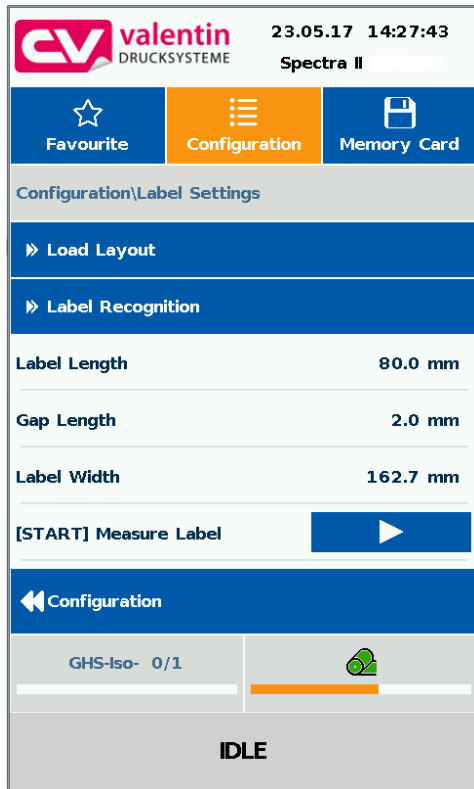 valentin
DRUCKSYSTEME
23.05.17 14:27:43
Spectra II
Favourite
Configuration
Memory Card
Configuration\Label Settings
Load Layout
Label Recognition
Label Length 80.0 mm
Gap Length 2.0 mm
Label Width 162.7 mm
[START] Measure Label
Configuration
GHS-Iso- 0/1
IDLE